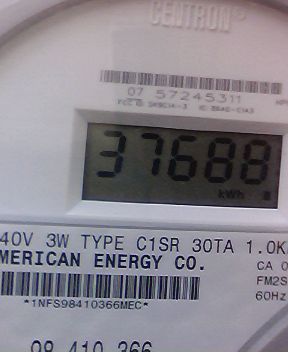 CENTRON®
07 57245311
37688
kWh
40V 3W TYPE C1SR 30TA 1.0K
MERICAN ENERGY CO.
CA 0
FM2S
60Hz
*1NFS98410366MEC*
98 410 366